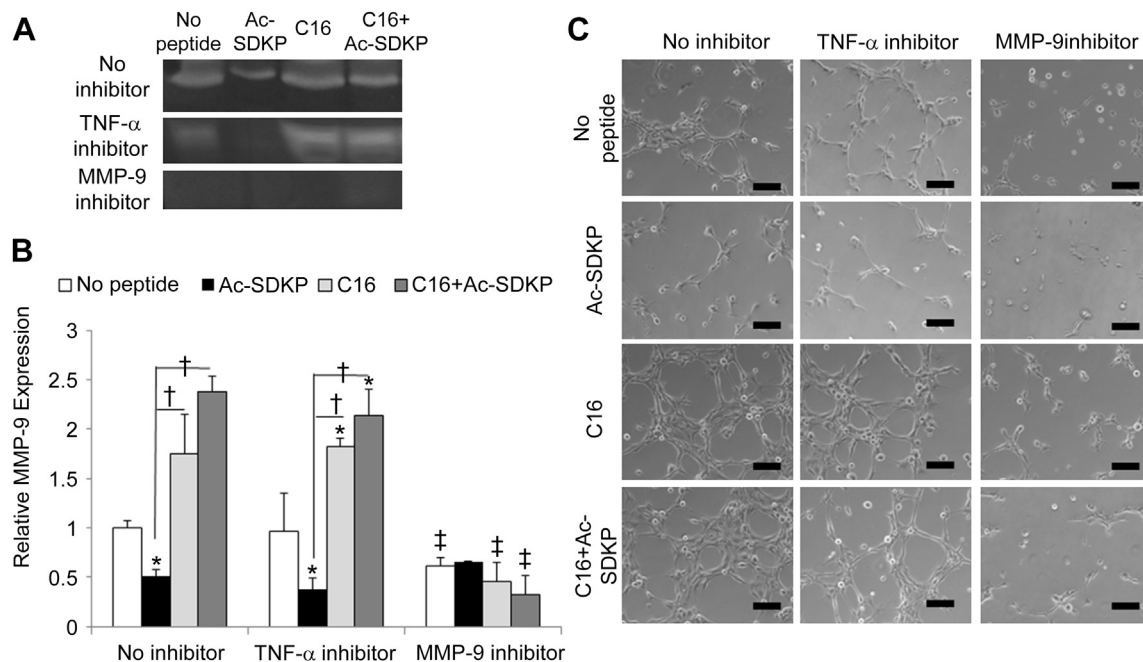 A
No peptide
Ac-SDKP
C16
C16+
Ac-SDKP
No inhibitor
TNF-α inhibitor
MMP-9 inhibitor
B
No peptide
Ac-SDKP
C16
C16+Ac-SDKP
Relative MMP-9 Expression
3
2.5
2
1.5
1
0.5
0
*
†
†
*
†
*
†
*
‡
‡
‡
No inhibitor
TNF-α inhibitor
MMP-9 inhibitor
C
No inhibitor
TNF-α inhibitor
MMP-9inhibitor
No peptide
Ac-SDKP
C16
C16+Ac-
SDKP